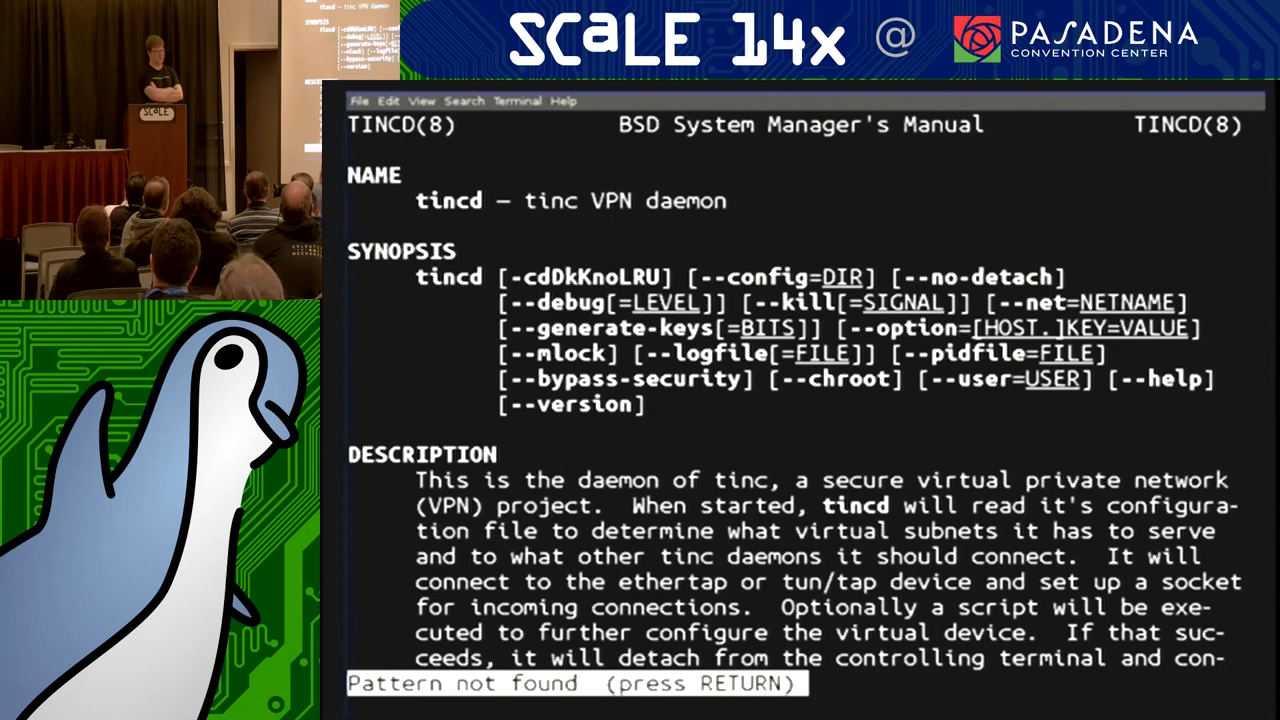 SCaLE 14x @ PASADENA
CONVENTION CENTER
SCaLE
File Edit View Search Terminal Help
TINCD(8) BSD System Manager's Manual TINCD(8)
NAME
tincd — tinc VPN daemon
SYNOPSIS
tincd [-cdDkKnoLRU] [--config=DIR] [--no-detach]
[--debug[=LEVEL]] [--kill[=SIGNAL]] [--net=NETNAME]
[--generate-keys[=BITS]] [--option=[HOST.]KEY=VALUE]
[--mlock] [--logfile[=FILE]] [--pidfile=FILE]
[--bypass-security] [--chroot] [--user=USER] [--help]
[--version]
DESCRIPTION
This is the daemon of tinc, a secure virtual private network
(VPN) project. When started, tincd will read it's configura-
tion file to determine what virtual subnets it has to serve
and to what other tinc daemons it should connect. It will
connect to the ethertap or tun/tap device and set up a socket
for incoming connections. Optionally a script will be exe-
cuted to further configure the virtual device. If that suc-
ceeds, it will detach from the controlling terminal and con-
Pattern not found (press RETURN)